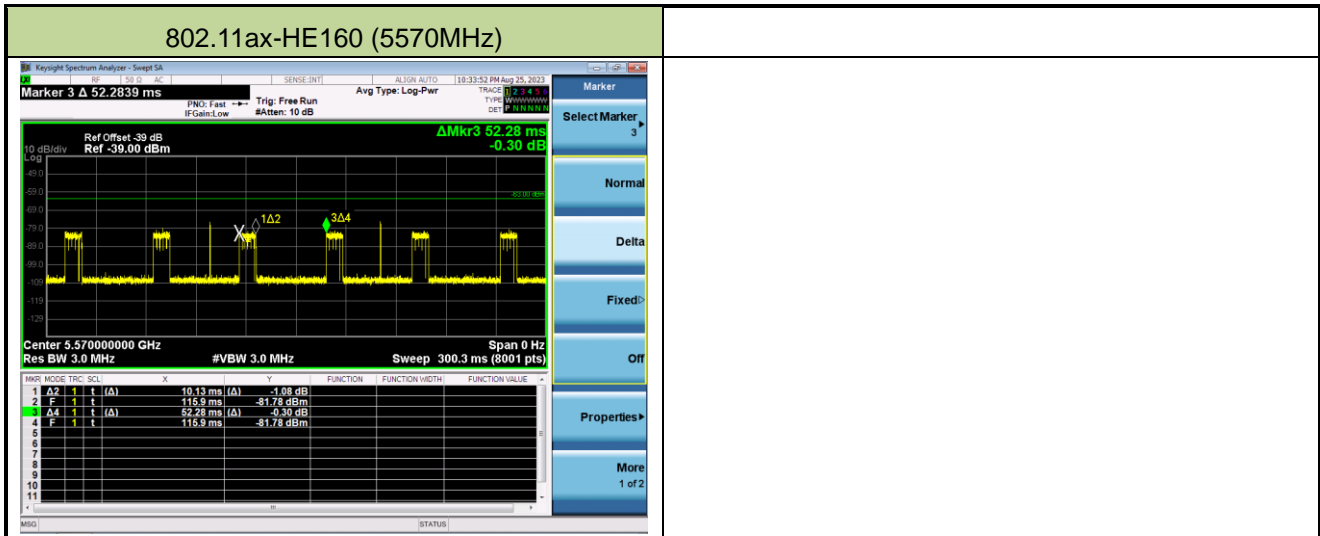 802.11ax-HE160 (5570MHz)
Keysight Spectrum Analyzer - Swept SA
RF 50 Ω AC SENSE:INT ALIGN AUTO 10:33:52 PM Aug 25, 2023
Marker 3 Δ 52.2839 ms
PNO: Fast
IFGain:Low
Trig: Free Run
#Atten: 10 dB
Avg Type: Log-Pwr
TRACE 1 2 3 4 5 6
TYPE WWWWWW
DET P N N N N N
Marker
Select Marker
3
Normal
Delta
Fixed
Off
Properties
More
1 of 2
Ref Offset -39 dB
10 dB/div Ref -39.00 dBm
Log
ΔMkr3 52.28 ms
-0.30 dB
-49.0
-59.0
-69.0
-79.0
-89.0
-99.0
-109
-119
-129
-63.00 dBm
X 1Δ2 3Δ4
Center 5.570000000 GHz Span 0 Hz
Res BW 3.0 MHz #VBW 3.0 MHz Sweep 300.3 ms (8001 pts)
MKR MODE TRC SCL X Y FUNCTION FUNCTION WIDTH FUNCTION VALUE
1 Δ2 1 t (Δ) 10.13 ms (Δ) -1.08 dB
2 F 1 t 115.9 ms -81.78 dBm
3 Δ4 1 t (Δ) 52.28 ms (Δ) -0.30 dB
4 F 1 t 115.9 ms -81.78 dBm
5
6
7
8
9
10
11
MSG STATUS